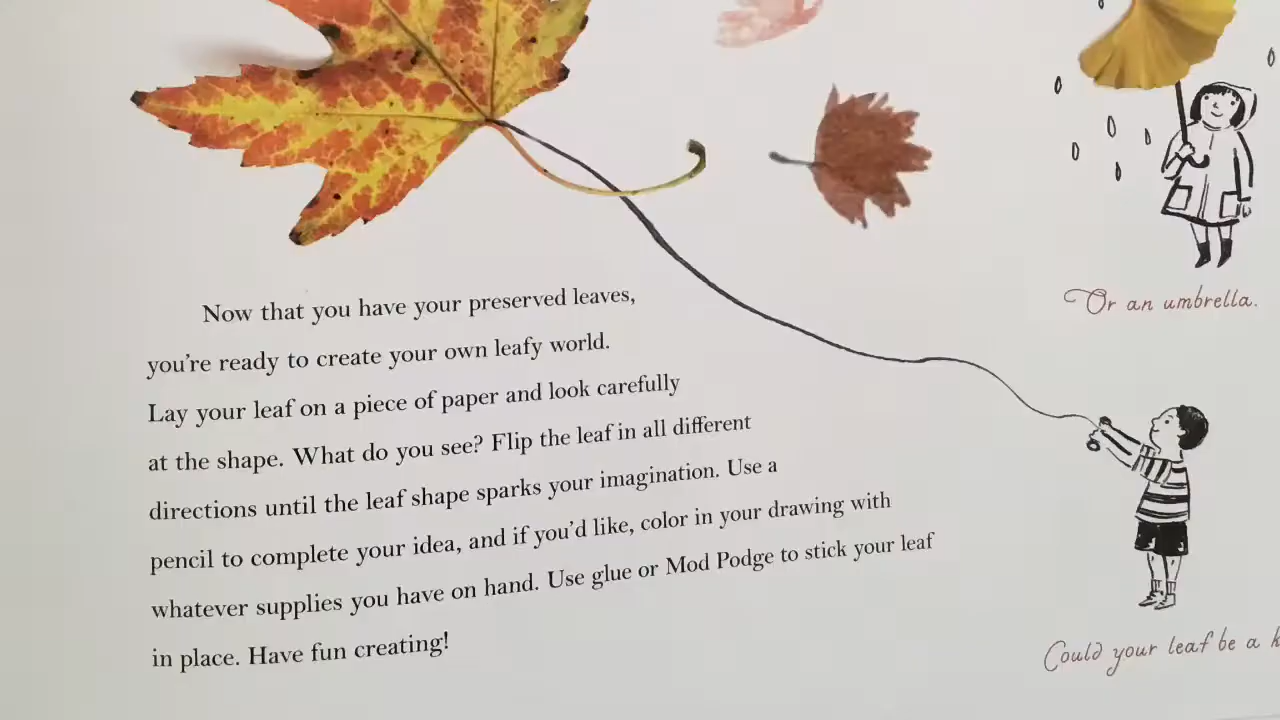 Now that you have your preserved leaves,
you're ready to create your own leafy world.
Lay your leaf on a piece of paper and look carefully
at the shape. What do you see? Flip the leaf in all different
directions until the leaf shape sparks your imagination. Use a
pencil to complete your idea, and if you'd like, color in your drawing with
whatever supplies you have on hand. Use glue or Mod Podge to stick your leaf
in place. Have fun creating!
Or an umbrella.
Could your leaf be a